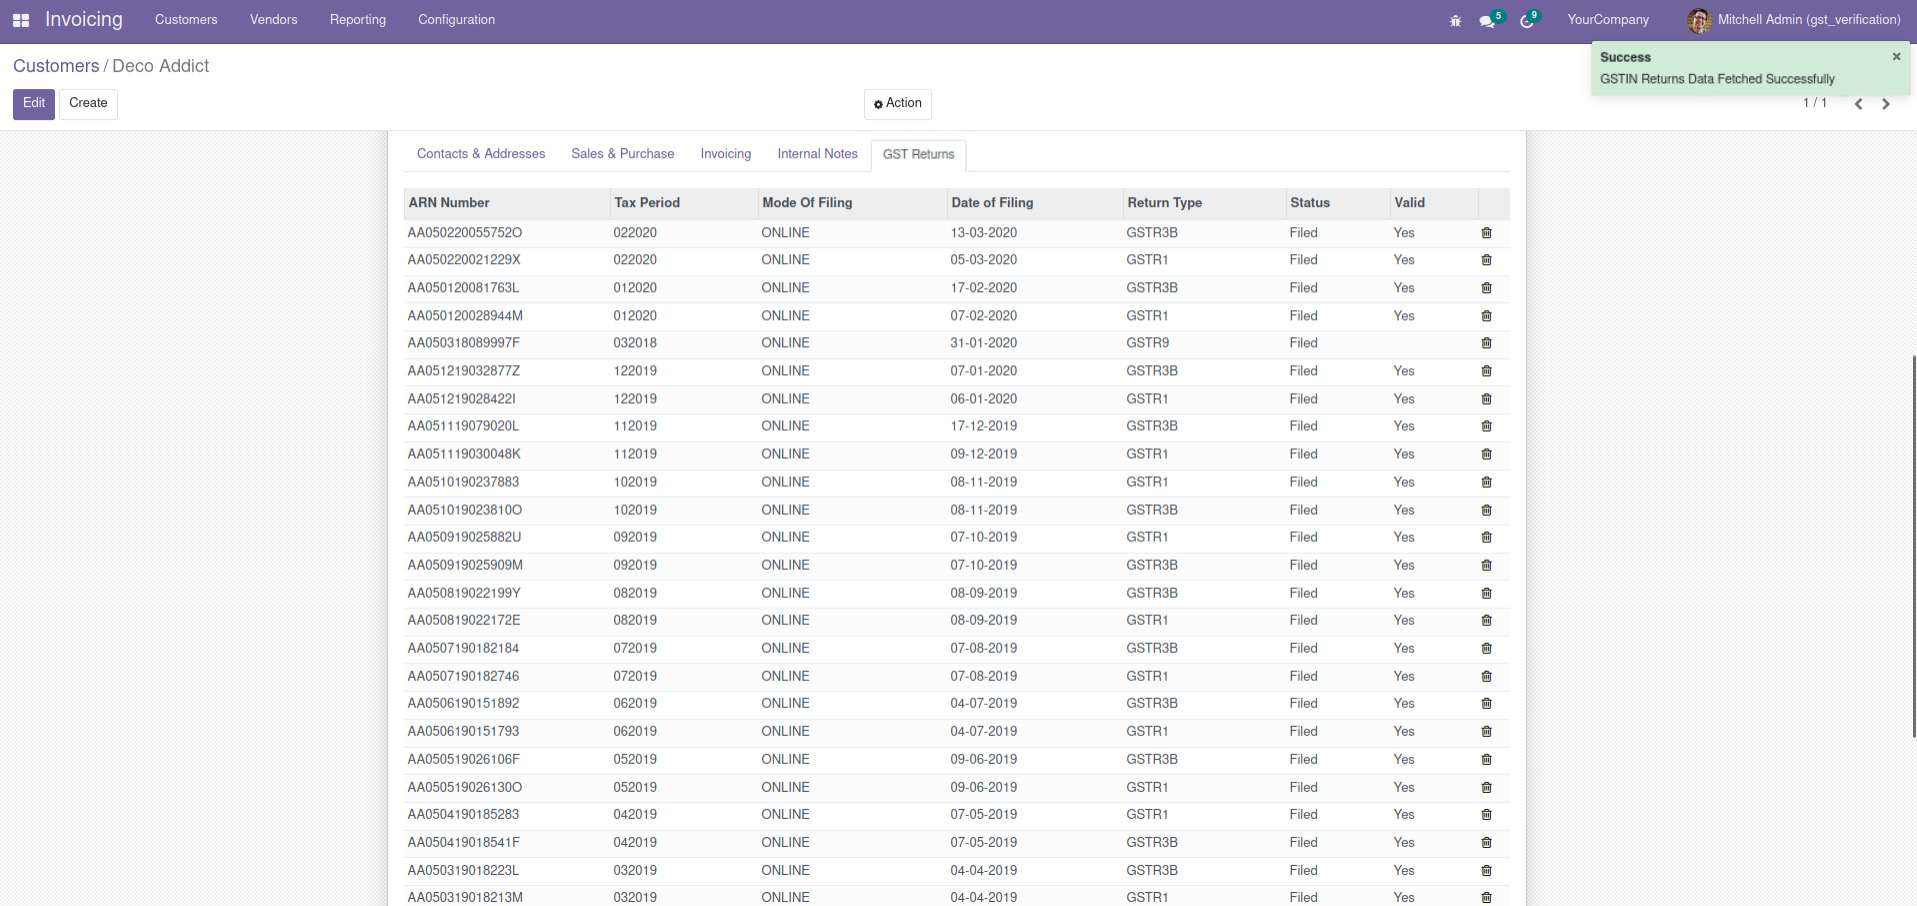 Invoicing Customers Vendors Reporting Configuration 5 9 YourCompany Mitchell Admin (gst_verification)
Customers / Deco Addict
Success ×
GSTIN Returns Data Fetched Successfully
Edit Create Action 1 / 1
Contacts & Addresses Sales & Purchase Invoicing Internal Notes GST Returns
ARN Number Tax Period Mode Of Filing Date of Filing Return Type Status Valid
AA050220055752O 022020 ONLINE 13-03-2020 GSTR3B Filed Yes
AA050220021229X 022020 ONLINE 05-03-2020 GSTR1 Filed Yes
AA050120081763L 012020 ONLINE 17-02-2020 GSTR3B Filed Yes
AA050120028944M 012020 ONLINE 07-02-2020 GSTR1 Filed Yes
AA050318089997F 032018 ONLINE 31-01-2020 GSTR9 Filed
AA051219032877Z 122019 ONLINE 07-01-2020 GSTR3B Filed Yes
AA051219028422I 122019 ONLINE 06-01-2020 GSTR1 Filed Yes
AA051119079020L 112019 ONLINE 17-12-2019 GSTR3B Filed Yes
AA051119030048K 112019 ONLINE 09-12-2019 GSTR1 Filed Yes
AA0510190237883 102019 ONLINE 08-11-2019 GSTR1 Filed Yes
AA051019023810O 102019 ONLINE 08-11-2019 GSTR3B Filed Yes
AA050919025882U 092019 ONLINE 07-10-2019 GSTR1 Filed Yes
AA050919025909M 092019 ONLINE 07-10-2019 GSTR3B Filed Yes
AA050819022199Y 082019 ONLINE 08-09-2019 GSTR3B Filed Yes
AA050819022172E 082019 ONLINE 08-09-2019 GSTR1 Filed Yes
AA0507190182184 072019 ONLINE 07-08-2019 GSTR3B Filed Yes
AA0507190182746 072019 ONLINE 07-08-2019 GSTR1 Filed Yes
AA0506190151892 062019 ONLINE 04-07-2019 GSTR3B Filed Yes
AA0506190151793 062019 ONLINE 04-07-2019 GSTR1 Filed Yes
AA050519026106F 052019 ONLINE 09-06-2019 GSTR3B Filed Yes
AA050519026130O 052019 ONLINE 09-06-2019 GSTR1 Filed Yes
AA0504190185283 042019 ONLINE 07-05-2019 GSTR1 Filed Yes
AA050419018541F 042019 ONLINE 07-05-2019 GSTR3B Filed Yes
AA050319018223L 032019 ONLINE 04-04-2019 GSTR3B Filed Yes
AA050319018213M 032019 ONLINE 04-04-2019 GSTR1 Filed Yes